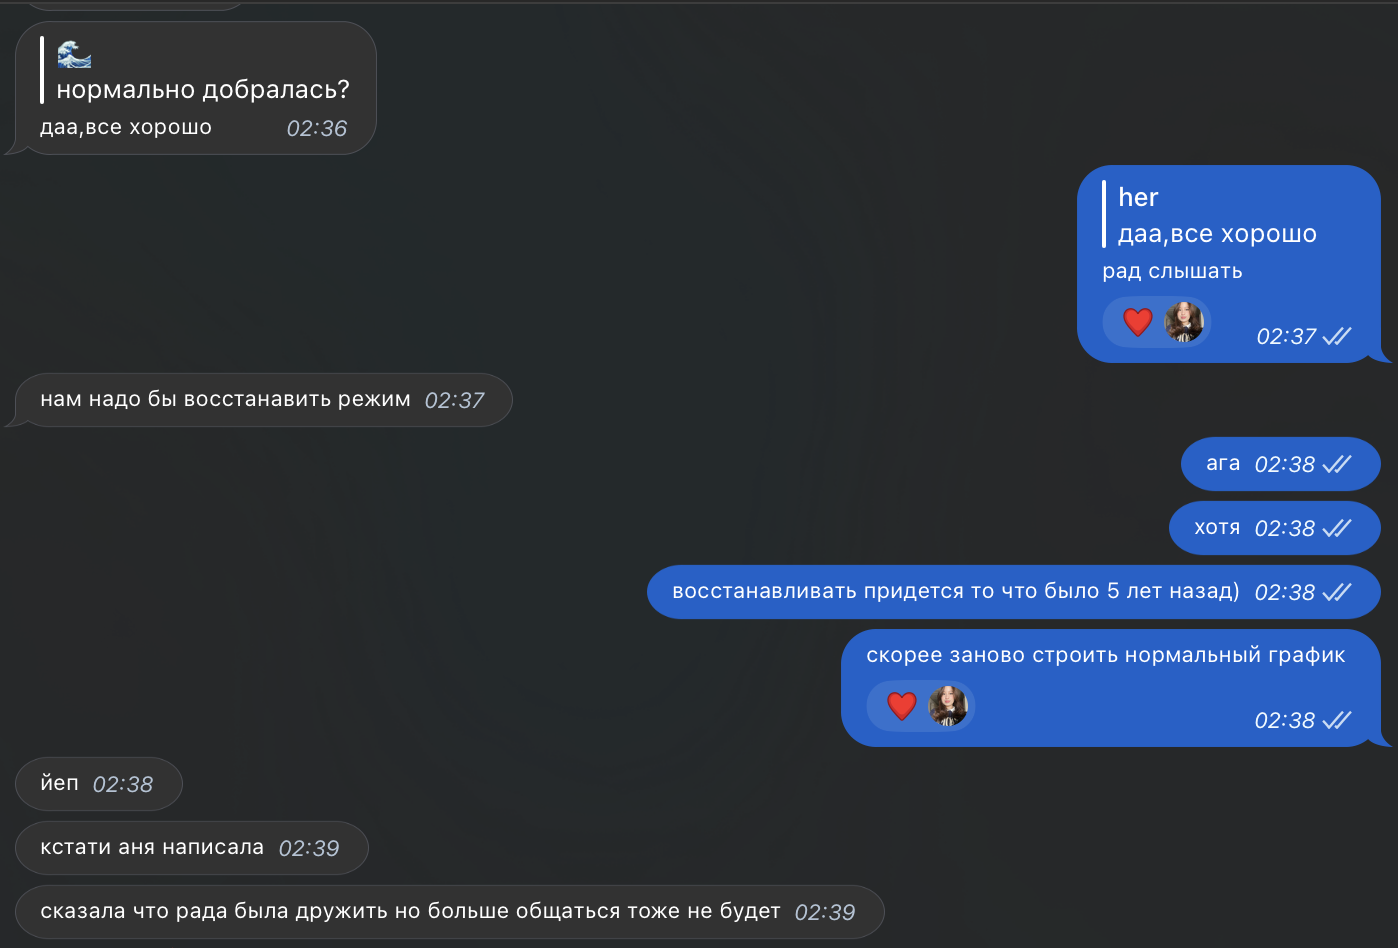 🌊
нормально добралась?
даа,все хорошо 02:36
her
даа,все хорошо
рад слышать
❤️ 02:37
нам надо бы восстанавить режим 02:37
ага 02:38
хотя 02:38
восстанавливать придется то что было 5 лет назад) 02:38
скорее заново строить нормальный график
❤️ 02:38
йеп 02:38
кстати аня написала 02:39
сказала что рада была дружить но больше общаться тоже не будет 02:39